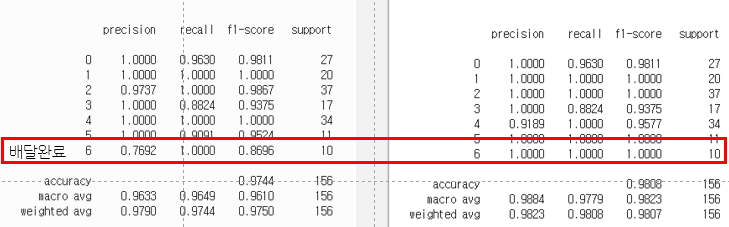 precision recall f1-score support
0 1.0000 0.9630 0.9811 27
1 1.0000 1.0000 1.0000 20
2 0.9737 1.0000 0.9867 37
3 1.0000 0.8824 0.9375 17
4 1.0000 1.0000 1.0000 34
5 1.0000 0.9091 0.9524 11
배달완료 6 0.7692 1.0000 0.8696 10
accuracy 0.9744 156
macro avg 0.9633 0.9649 0.9610 156
weighted avg 0.9790 0.9744 0.9750 156
precision recall f1-score support
0 1.0000 0.9630 0.9811 27
1 1.0000 1.0000 1.0000 20
2 1.0000 1.0000 1.0000 37
3 1.0000 0.8824 0.9375 17
4 0.9189 1.0000 0.9577 34
5 1.0000 1.0000 1.0000 11
6 1.0000 1.0000 1.0000 10
accuracy 0.9808 156
macro avg 0.9884 0.9779 0.9823 156
weighted avg 0.9823 0.9808 0.9807 156